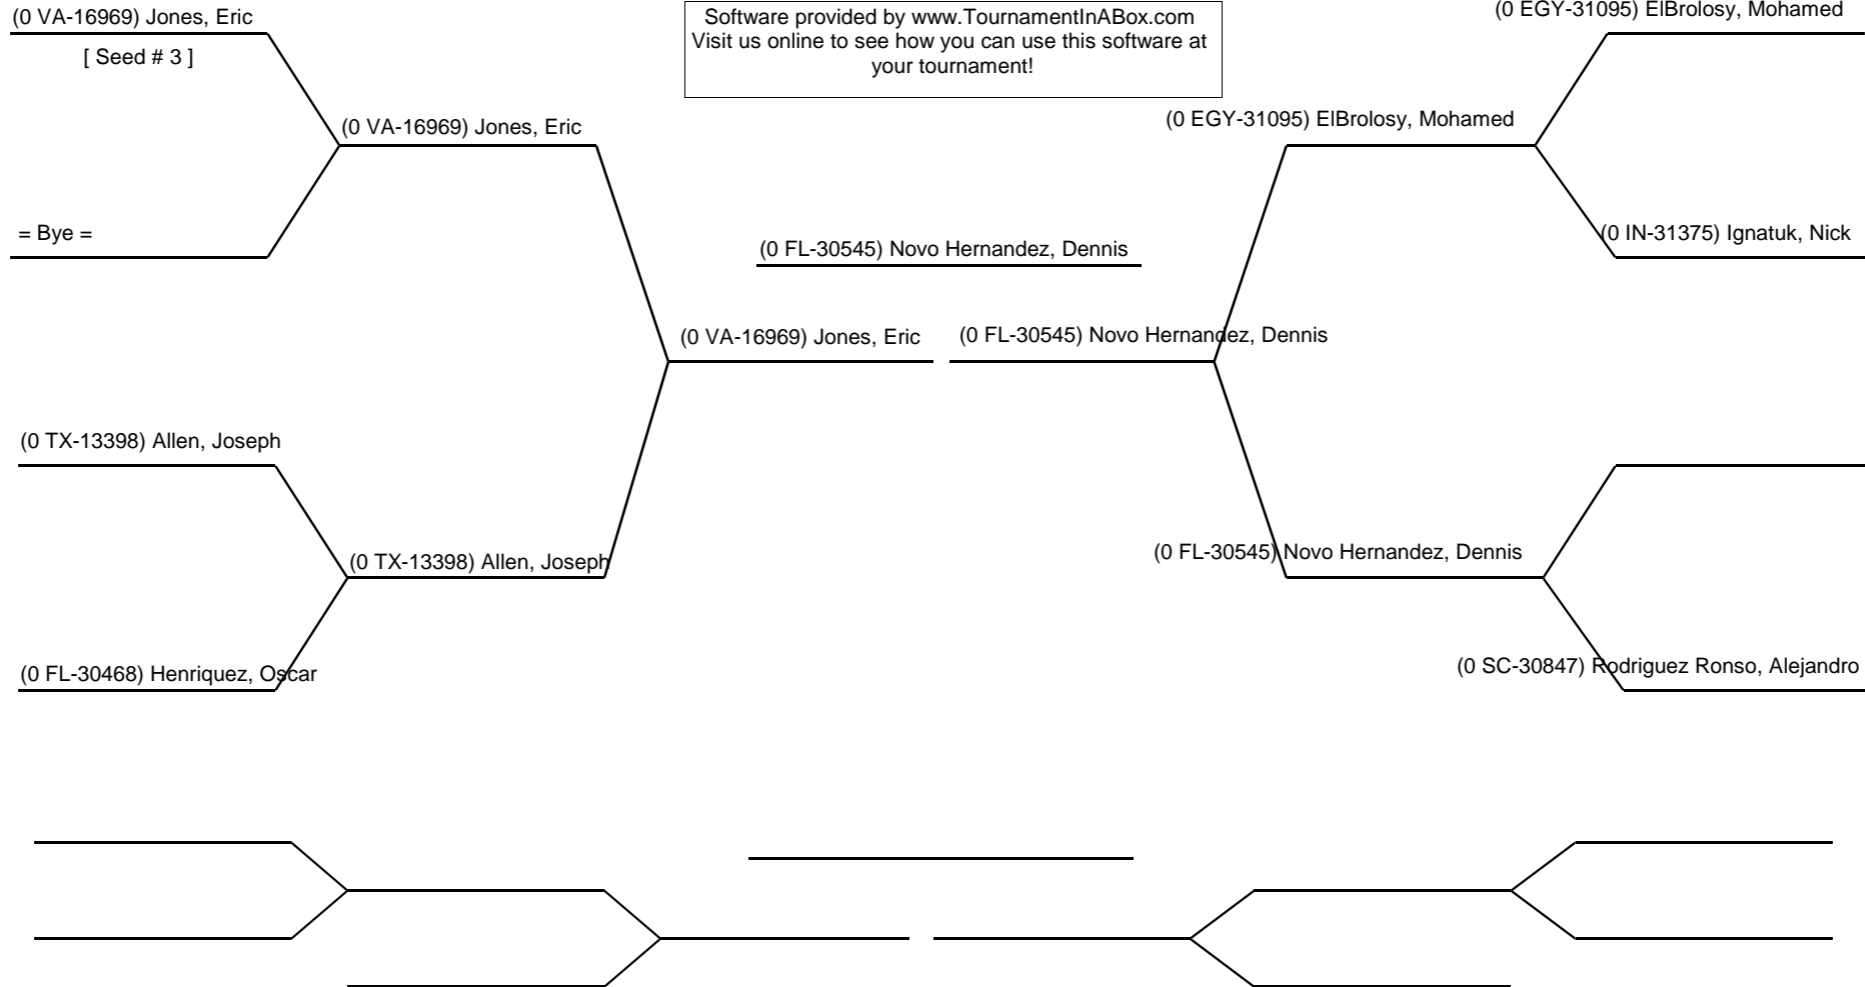 (0 VA-16969) Jones, Eric
[ Seed # 3 ]
Software provided by www.TournamentInABox.com
Visit us online to see how you can use this software at
your tournament!
(0 EGY-31095) ElBrolosy, Mohamed
(0 VA-16969) Jones, Eric
(0 EGY-31095) ElBrolosy, Mohamed
= Bye =
(0 FL-30545) Novo Hernandez, Dennis
(0 IN-31375) Ignatuk, Nick
(0 VA-16969) Jones, Eric
(0 FL-30545) Novo Hernandez, Dennis
(0 TX-13398) Allen, Joseph
(0 TX-13398) Allen, Joseph
(0 FL-30545) Novo Hernandez, Dennis
(0 FL-30468) Henriquez, Oscar
(0 SC-30847) Rodriguez Ronso, Alejandro